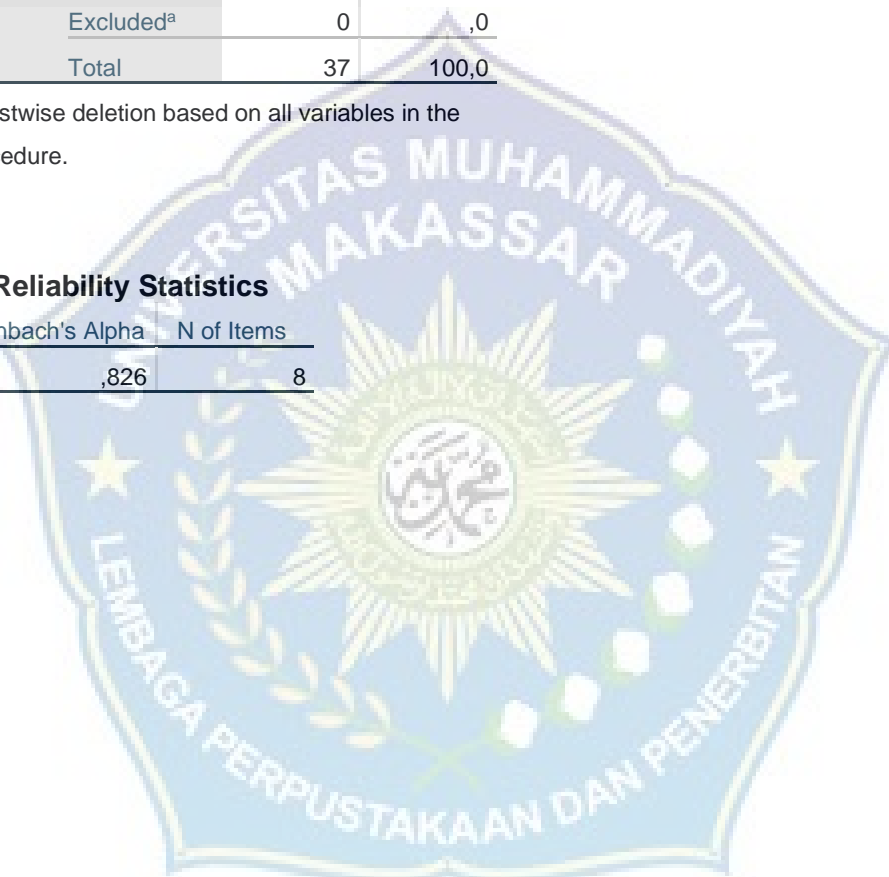 Excludedᵃ 0 ,0
Total 37 100,0
stwise deletion based on all variables in the
edure.
UNIVERSITAS MUHAMMADIYAH
MAKASSAR
Reliability Statistics
nbach's Alpha N of Items
,826 8
LEMBAGA PERPUSTAKAAN DAN PENERBITAN